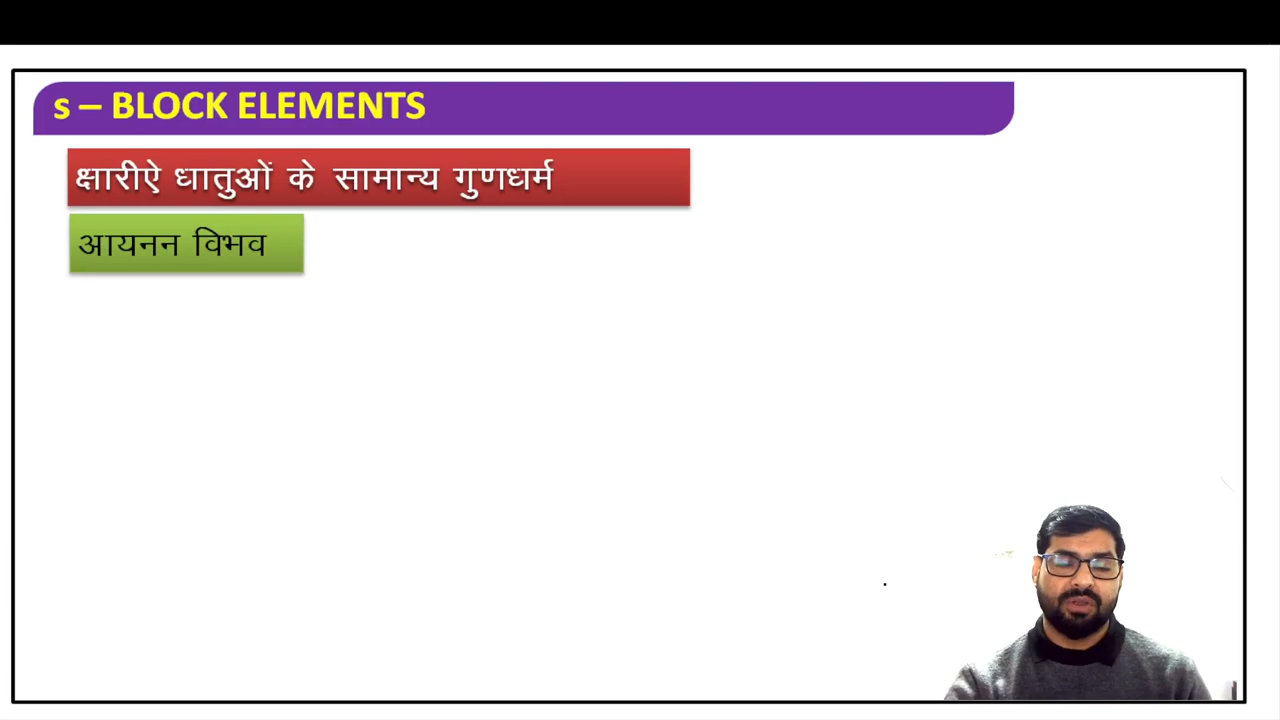 s – BLOCK ELEMENTS
क्षारीऐ धातुओं के सामान्य गुणधर्म
आयनन विभव